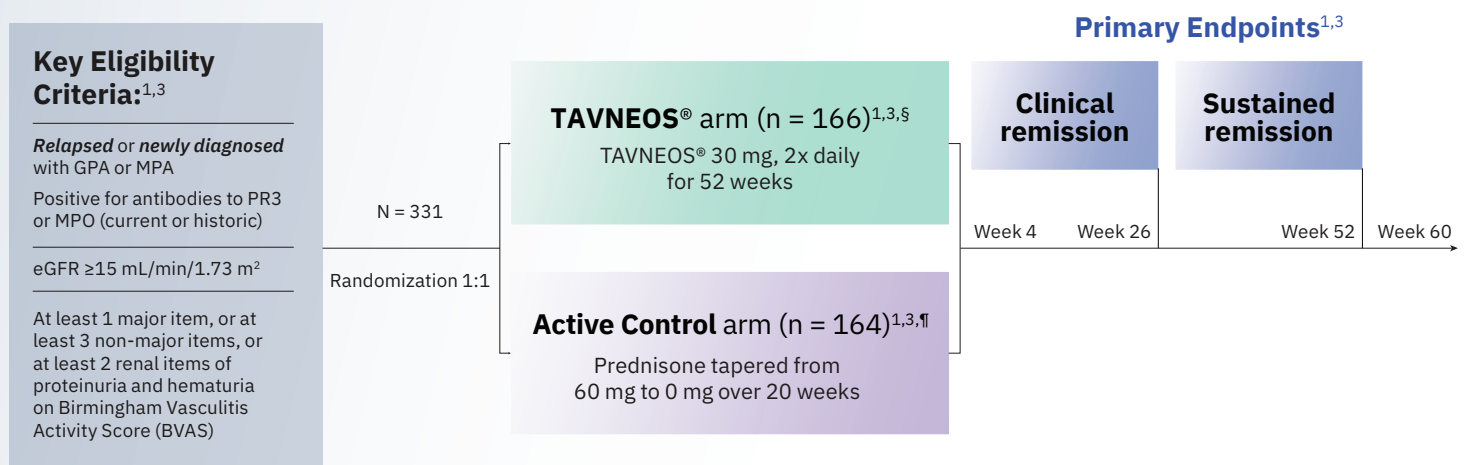 Key Eligibility
Criteria:1,3
Relapsed or newly diagnosed
with GPA or MPA
Positive for antibodies to PR3
or MPO (current or historic)
eGFR ≥15 mL/min/1.73 m²
At least 1 major item, or at
least 3 non-major items, or
at least 2 renal items of
proteinuria and hematuria
on Birmingham Vasculitis
Activity Score (BVAS)
N = 331
Randomization 1:1
TAVNEOS® arm (n = 166)1,3,§
TAVNEOS® 30 mg, 2x daily
for 52 weeks
Active Control arm (n = 164)1,3,¶
Prednisone tapered from
60 mg to 0 mg over 20 weeks
Primary Endpoints1,3
Clinical
remission
Sustained
remission
Week 4
Week 26
Week 52
Week 60